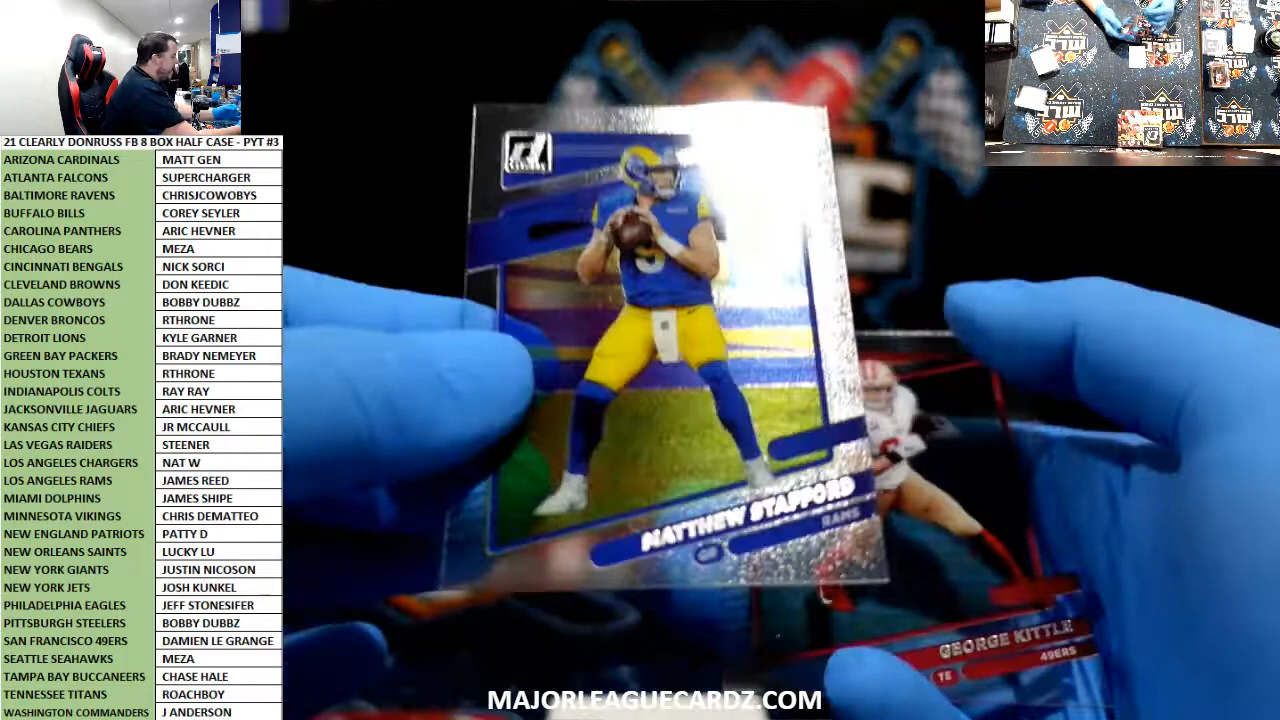 21 CLEARLY DONRUSS FB 8 BOX HALF CASE - PYT #3
ARIZONA CARDINALS MATT GEN
ATLANTA FALCONS SUPERCHARGER
BALTIMORE RAVENS CHRISJCOWOBYS
BUFFALO BILLS COREY SEYLER
CAROLINA PANTHERS ARIC HEVNER
CHICAGO BEARS MEZA
CINCINNATI BENGALS NICK SORCI
CLEVELAND BROWNS DON KEEDIC
DALLAS COWBOYS BOBBY DUBBZ
DENVER BRONCOS RTHRONE
DETROIT LIONS KYLE GARNER
GREEN BAY PACKERS BRADY NEMEYER
HOUSTON TEXANS RTHRONE
INDIANAPOLIS COLTS RAY RAY
JACKSONVILLE JAGUARS ARIC HEVNER
KANSAS CITY CHIEFS JR MCCAULL
LAS VEGAS RAIDERS STEENER
LOS ANGELES CHARGERS NAT W
LOS ANGELES RAMS JAMES REED
MIAMI DOLPHINS JAMES SHIPE
MINNESOTA VIKINGS CHRIS DEMATTEO
NEW ENGLAND PATRIOTS PATTY D
NEW ORLEANS SAINTS LUCKY LU
NEW YORK GIANTS JUSTIN NICOSON
NEW YORK JETS JOSH KUNKEL
PHILADELPHIA EAGLES JEFF STONESIFER
PITTSBURGH STEELERS BOBBY DUBBZ
SAN FRANCISCO 49ERS DAMIEN LE GRANGE
SEATTLE SEAHAWKS MEZA
TAMPA BAY BUCCANEERS CHASE HALE
TENNESSEE TITANS ROACHBOY
WASHINGTON COMMANDERS J ANDERSON
9
MATTHEW STAFFORD
RAMS
QB
GEORGE KITTLE
TE 49ERS
MAJORLEAGUECARDZ.COM